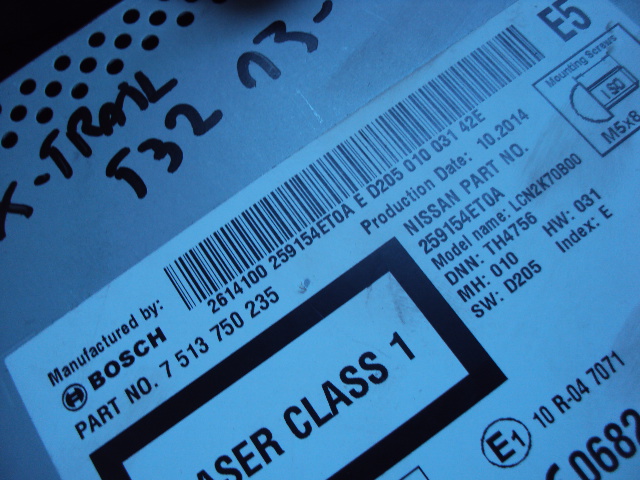 X-TRAIL
T32 13-
E5
Mounting Screws
M5x8
2614100 259154ET0A E D205 010 031 42E
Manufactured by:
BOSCH
PART NO. 7 513 750 235
Production Date: 10.2014
NISSAN PART NO.
259154ET0A
Model name: LCN2K70B00
DNN: TH4756
MH: 010 HW: 031
SW: D205 Index: E
ASER CLASS 1
E1 10 R-04 7071
0682